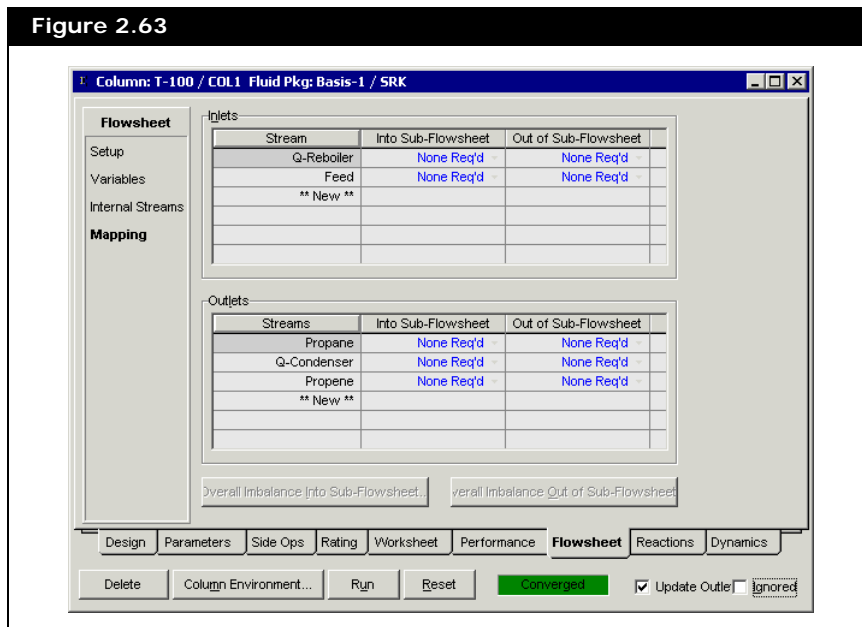 Figure 2.63
Column: T-100 / COL1 Fluid Pkg: Basis-1 / SRK
Flowsheet
Setup
Variables
Internal Streams
Mapping
Inlets
Stream Into Sub-Flowsheet Out of Sub-Flowsheet
Q-Reboiler None Req'd None Req'd
Feed None Req'd None Req'd
** New **
Outlets
Streams Into Sub-Flowsheet Out of Sub-Flowsheet
Propane None Req'd None Req'd
Q-Condenser None Req'd None Req'd
Propene None Req'd None Req'd
** New **
Overall Imbalance Into Sub-Flowsheet... verall Imbalance Out of Sub-Flowsheet
Design Parameters Side Ops Rating Worksheet Performance Flowsheet Reactions Dynamics
Delete Column Environment... Run Reset Converged Update Outle Ignored